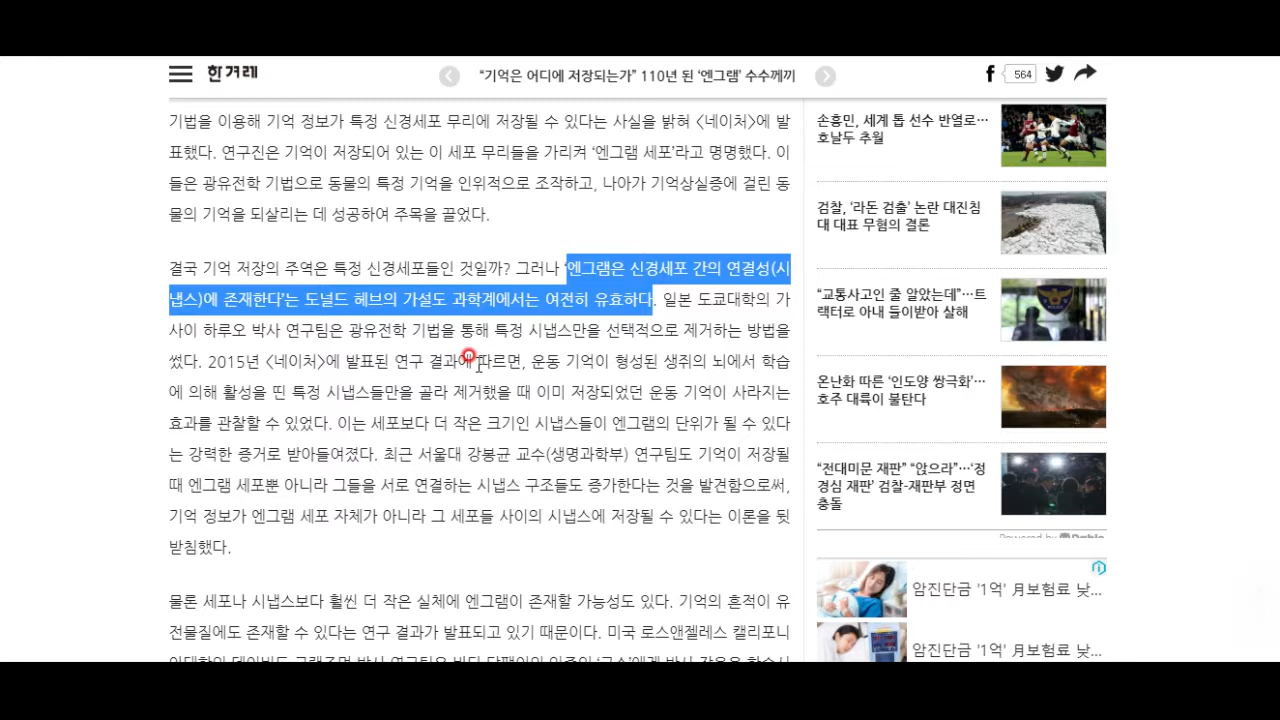 한겨레
“기억은 어디에 저장되는가” 110년 된 ‘엔그램’ 수수께끼
564
기법을 이용해 기억 정보가 특정 신경세포 무리에 저장될 수 있다는 사실을 밝혀 <네이처>에 발
표했다. 연구진은 기억이 저장되어 있는 이 세포 무리들을 가리켜 ‘엔그램 세포’라고 명명했다. 이
들은 광유전학 기법으로 동물의 특정 기억을 인위적으로 조작하고, 나아가 기억상실증에 걸린 동
물의 기억을 되살리는 데 성공하여 주목을 끌었다.
결국 기억 저장의 주역은 특정 신경세포들인 것일까? 그러나 ‘엔그램은 신경세포 간의 연결성(시
냅스)에 존재한다’는 도널드 헤브의 가설도 과학계에서는 여전히 유효하다. 일본 도쿄대학의 가
사이 하루오 박사 연구팀은 광유전학 기법을 통해 특정 시냅스만을 선택적으로 제거하는 방법을
썼다. 2015년 <네이처>에 발표된 연구 결과에 따르면, 운동 기억이 형성된 생쥐의 뇌에서 학습
에 의해 활성을 띤 특정 시냅스들만을 골라 제거했을 때 이미 저장되었던 운동 기억이 사라지는
효과를 관찰할 수 있었다. 이는 세포보다 더 작은 크기인 시냅스들이 엔그램의 단위가 될 수 있다
는 강력한 증거로 받아들여졌다. 최근 서울대 강봉균 교수(생명과학부) 연구팀도 기억이 저장될
때 엔그램 세포뿐 아니라 그들을 서로 연결하는 시냅스 구조들도 증가한다는 것을 발견함으로써,
기억 정보가 엔그램 세포 자체가 아니라 그 세포들 사이의 시냅스에 저장될 수 있다는 이론을 뒷
받침했다.
물론 세포나 시냅스보다 훨씬 더 작은 실체에 엔그램이 존재할 가능성도 있다. 기억의 흔적이 유
전물질에도 존재할 수 있다는 연구 결과가 발표되고 있기 때문이다. 미국 로스앤젤레스 캘리포니
손흥민, 세계 톱 선수 반열로…
호날두 추월
검찰, ‘라돈 검출’ 논란 대진침
대 대표 무혐의 결론
“교통사고인 줄 알았는데”…트
랙터로 아내 들이받아 살해
온난화 따른 ‘인도양 쌍극화’…
호주 대륙이 불탄다
“전대미문 재판” “앉으라”…‘정
경심 재판’ 검찰-재판부 정면
충돌
Powered by
암진단금 '1억' 月보험료 낮...
암진단금 '1억' 月보험료 낮...